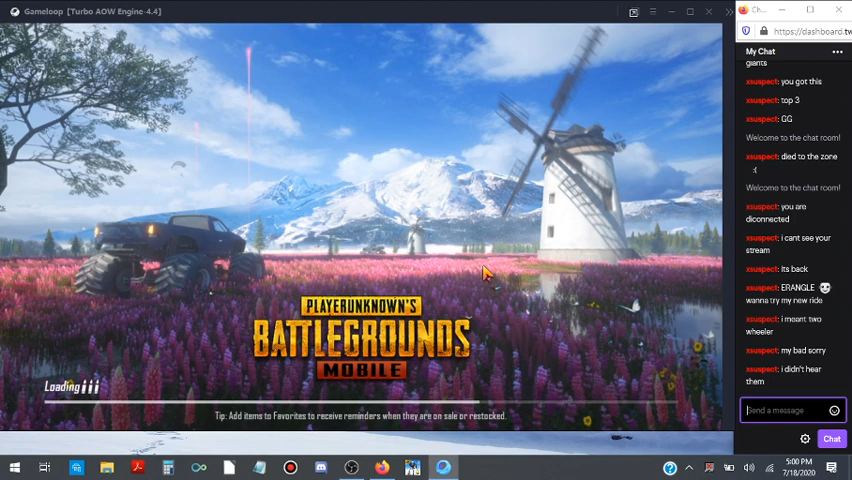 Gameloop [Turbo AOW Engine-4.4]
PLAYERUNKNOWN'S
BATTLEGROUNDS
MOBILE
Loading
Tip: Add items to Favorites to receive reminders when they are on sale or restocked.
Ch...
https://dashboard.tw
My Chat
giants
xsuspect: you got this
xsuspect: top 3
xsuspect: GG
Welcome to the chat room!
xsuspect: died to the zone
:(
Welcome to the chat room!
xsuspect: you are
diconnected
xsuspect: i cant see your
stream
xsuspect: its back
xsuspect: ERANGLE
wanna try my new ride
xsuspect: i meant two
wheeler
xsuspect: my bad sorry
xsuspect: i didn't hear
them
Send a message
Chat
5:00 PM
7/18/2020